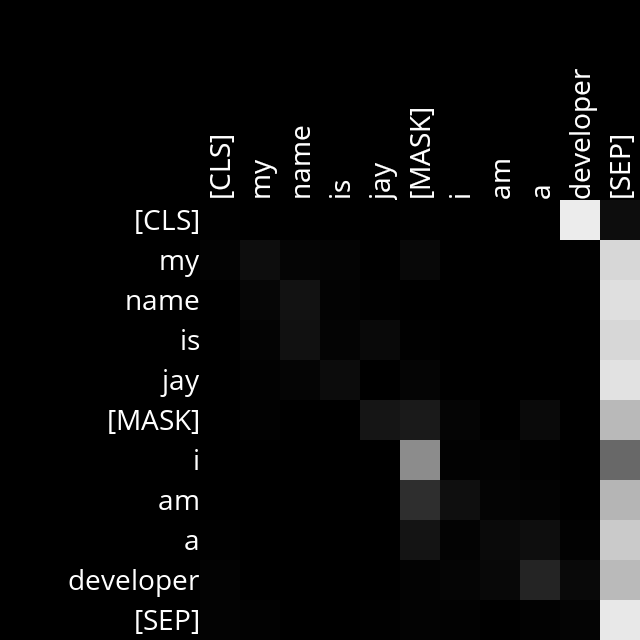 [CLS] my name is jay [MASK] i am a developer [SEP]
[CLS]
my
name
is
jay
[MASK]
i
am
a
developer
[SEP]